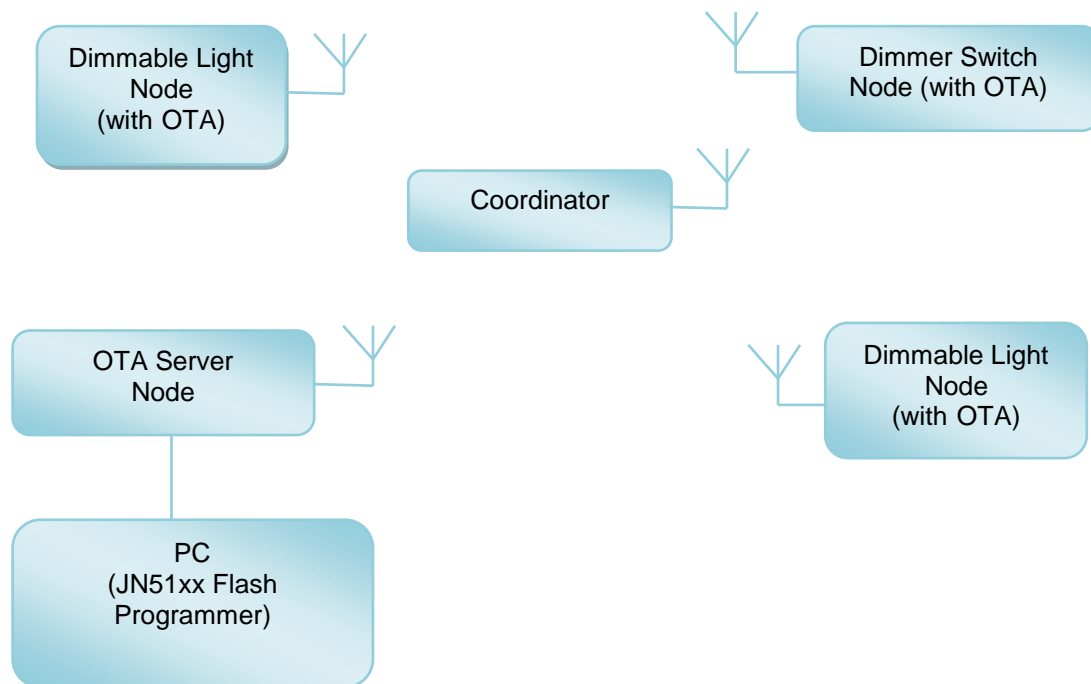 Dimmable Light
Node
(with OTA)
Dimmer Switch
Node (with OTA)
Coordinator
OTA Server
Node
Dimmable Light
Node
(with OTA)
PC
(JN51xx Flash
Programmer)